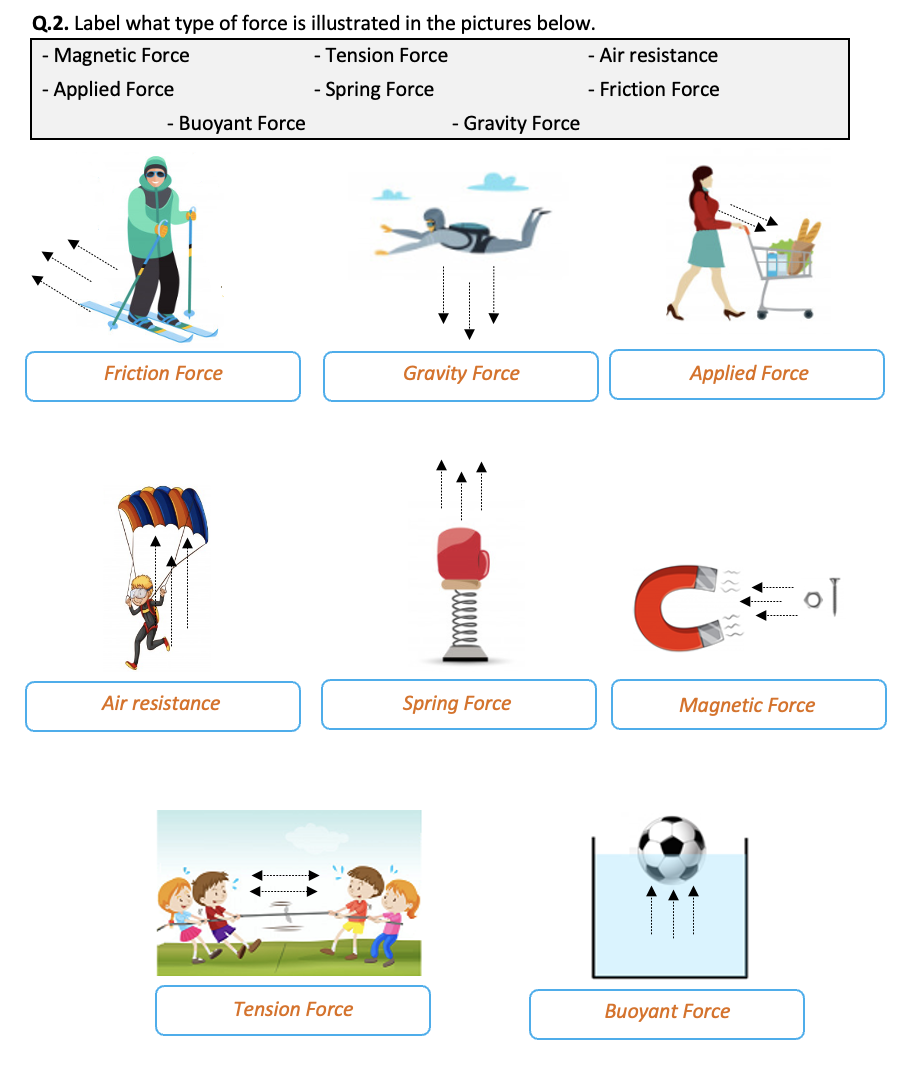 Q.2. Label what type of force is illustrated in the pictures below.
- Magnetic Force - Tension Force - Air resistance
- Applied Force - Spring Force - Friction Force
- Buoyant Force - Gravity Force
Friction Force Gravity Force Applied Force
Air resistance Spring Force Magnetic Force
Tension Force Buoyant Force